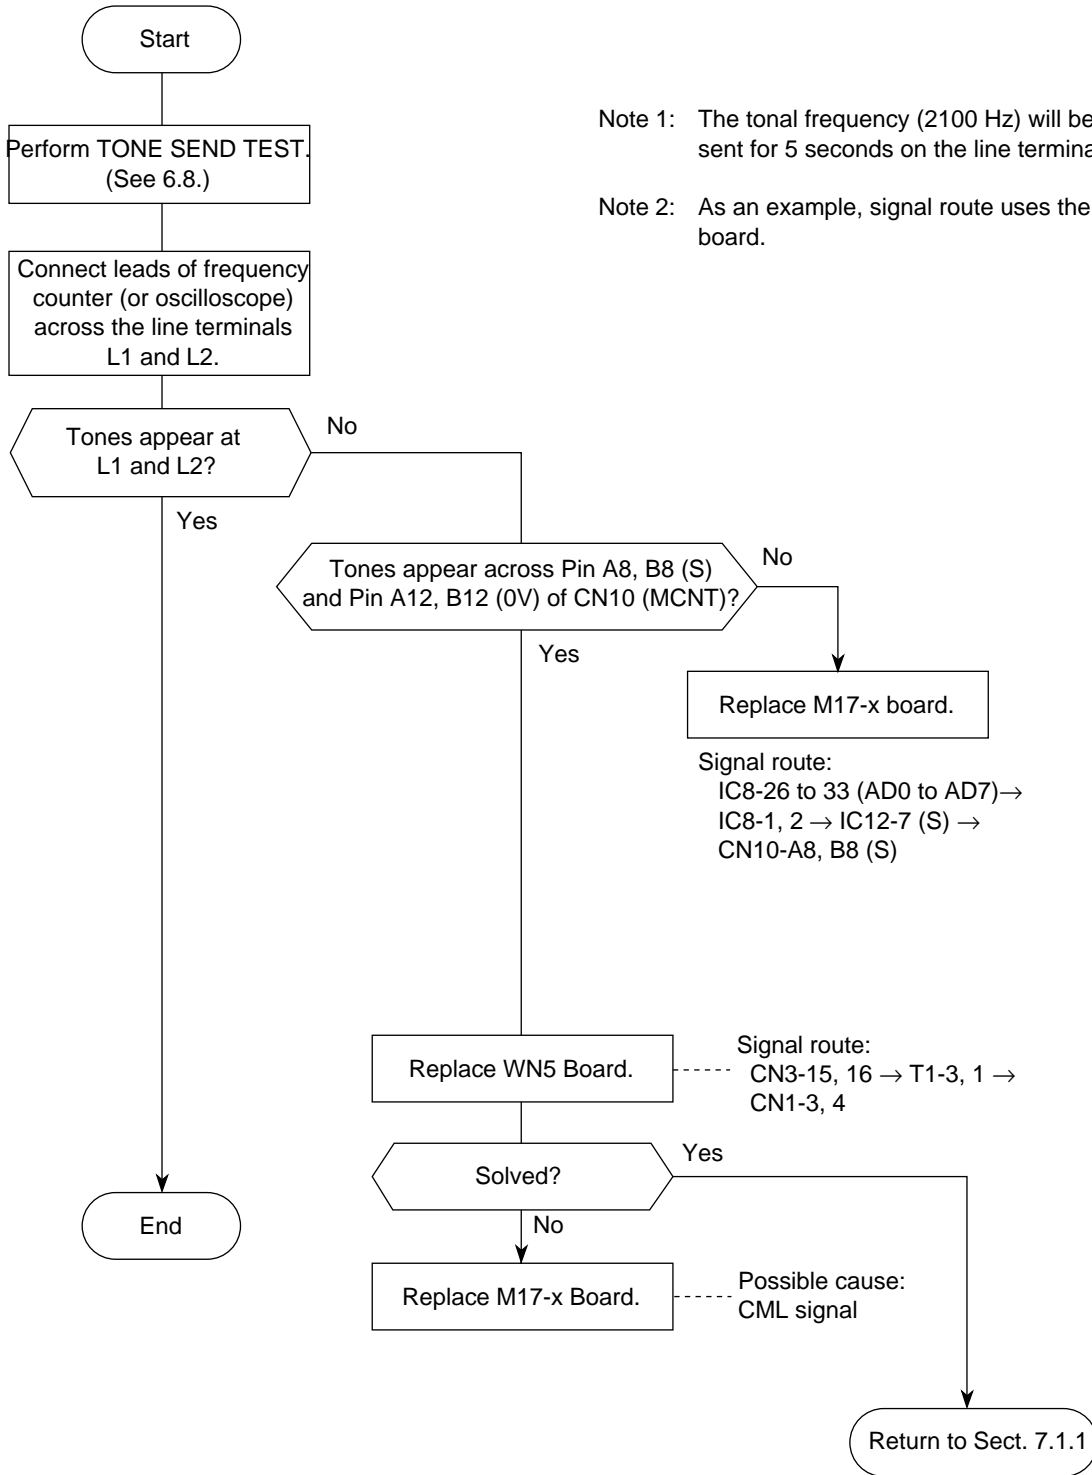 Start
Perform TONE SEND TEST.
(See 6.8.)
Note 1: The tonal frequency (2100 Hz) will be
sent for 5 seconds on the line
Note 2: As an example, signal route uses the
board.
Connect leads of frequency
counter (or oscilloscope)
across the line terminals
L1 and L2.
Tones appear at
L1 and L2?
No
Yes
Tones appear across Pin A8, B8 (S)
and Pin A12, B12 (0V) of CN10 (MCNT)?
No
Yes
Replace M17-x board.
Signal route:
IC8-26 to 33 (AD0 to AD7)→
IC8-1, 2 → IC12-7 (S) →
CN10-A8, B8 (S)
Replace WN5 Board.
Signal route:
CN3-15, 16 → T1-3, 1 →
CN1-3, 4
Solved?
Yes
No
End
Replace M17-x Board.
Possible cause:
CML signal
Return to Sect. 7.1.1